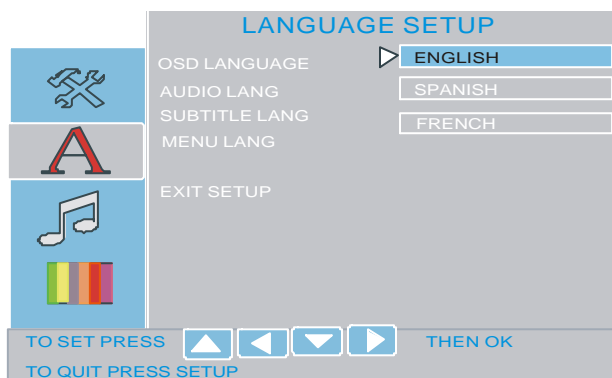 LANGUAGE SETUP
OSD LANGUAGE
ENGLISH
AUDIO LANG
SPANISH
SUBTITLE LANG
FRENCH
MENU LANG
EXIT SETUP
A
TO SET PRESS THEN OK
TO QUIT PRESS SETUP